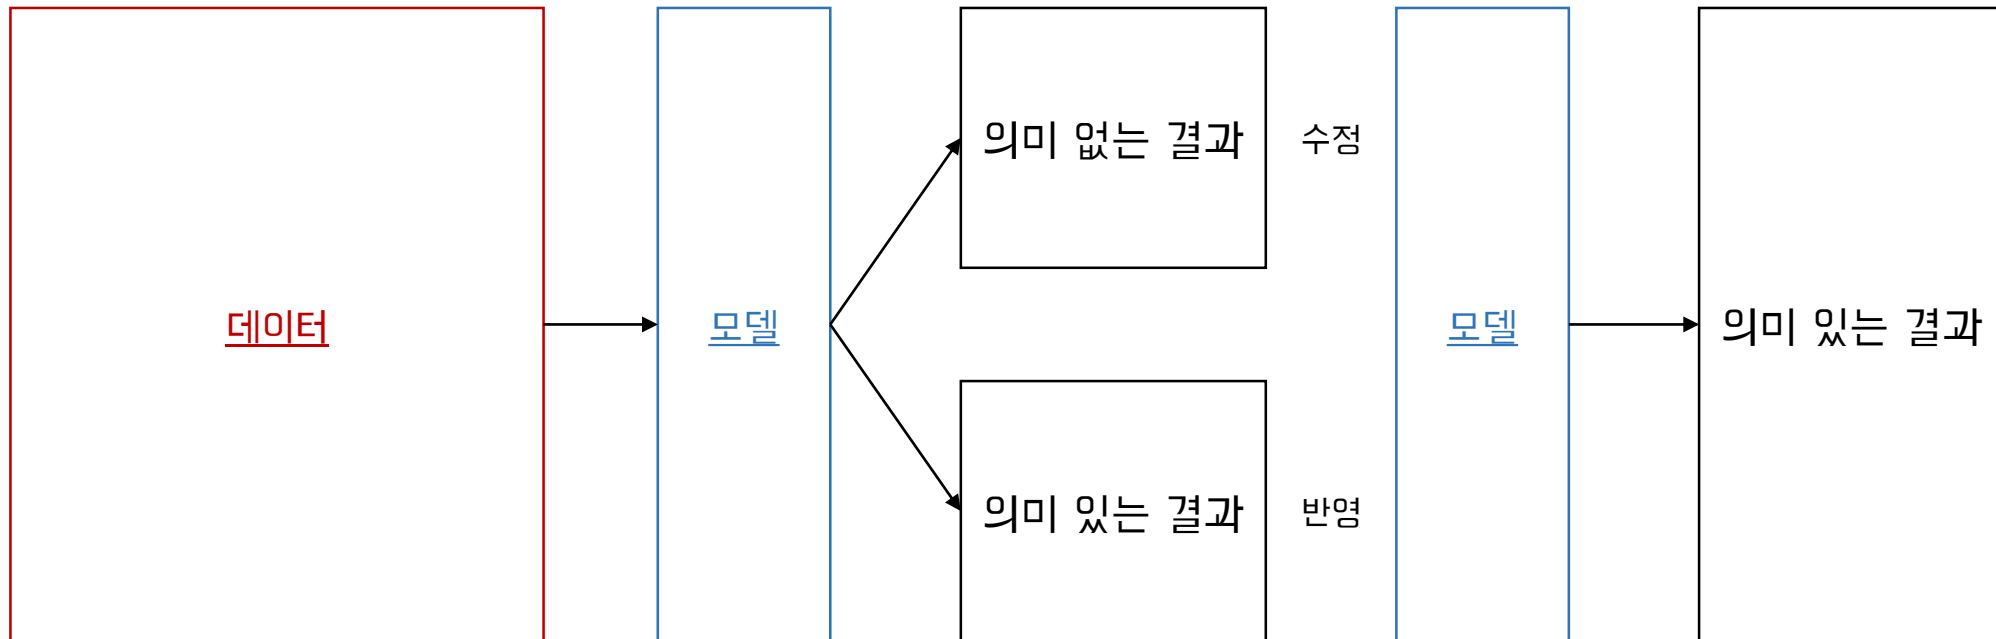 데이터
모델
의미 없는 결과
수정
의미 있는 결과
반영
모델
의미 있는 결과